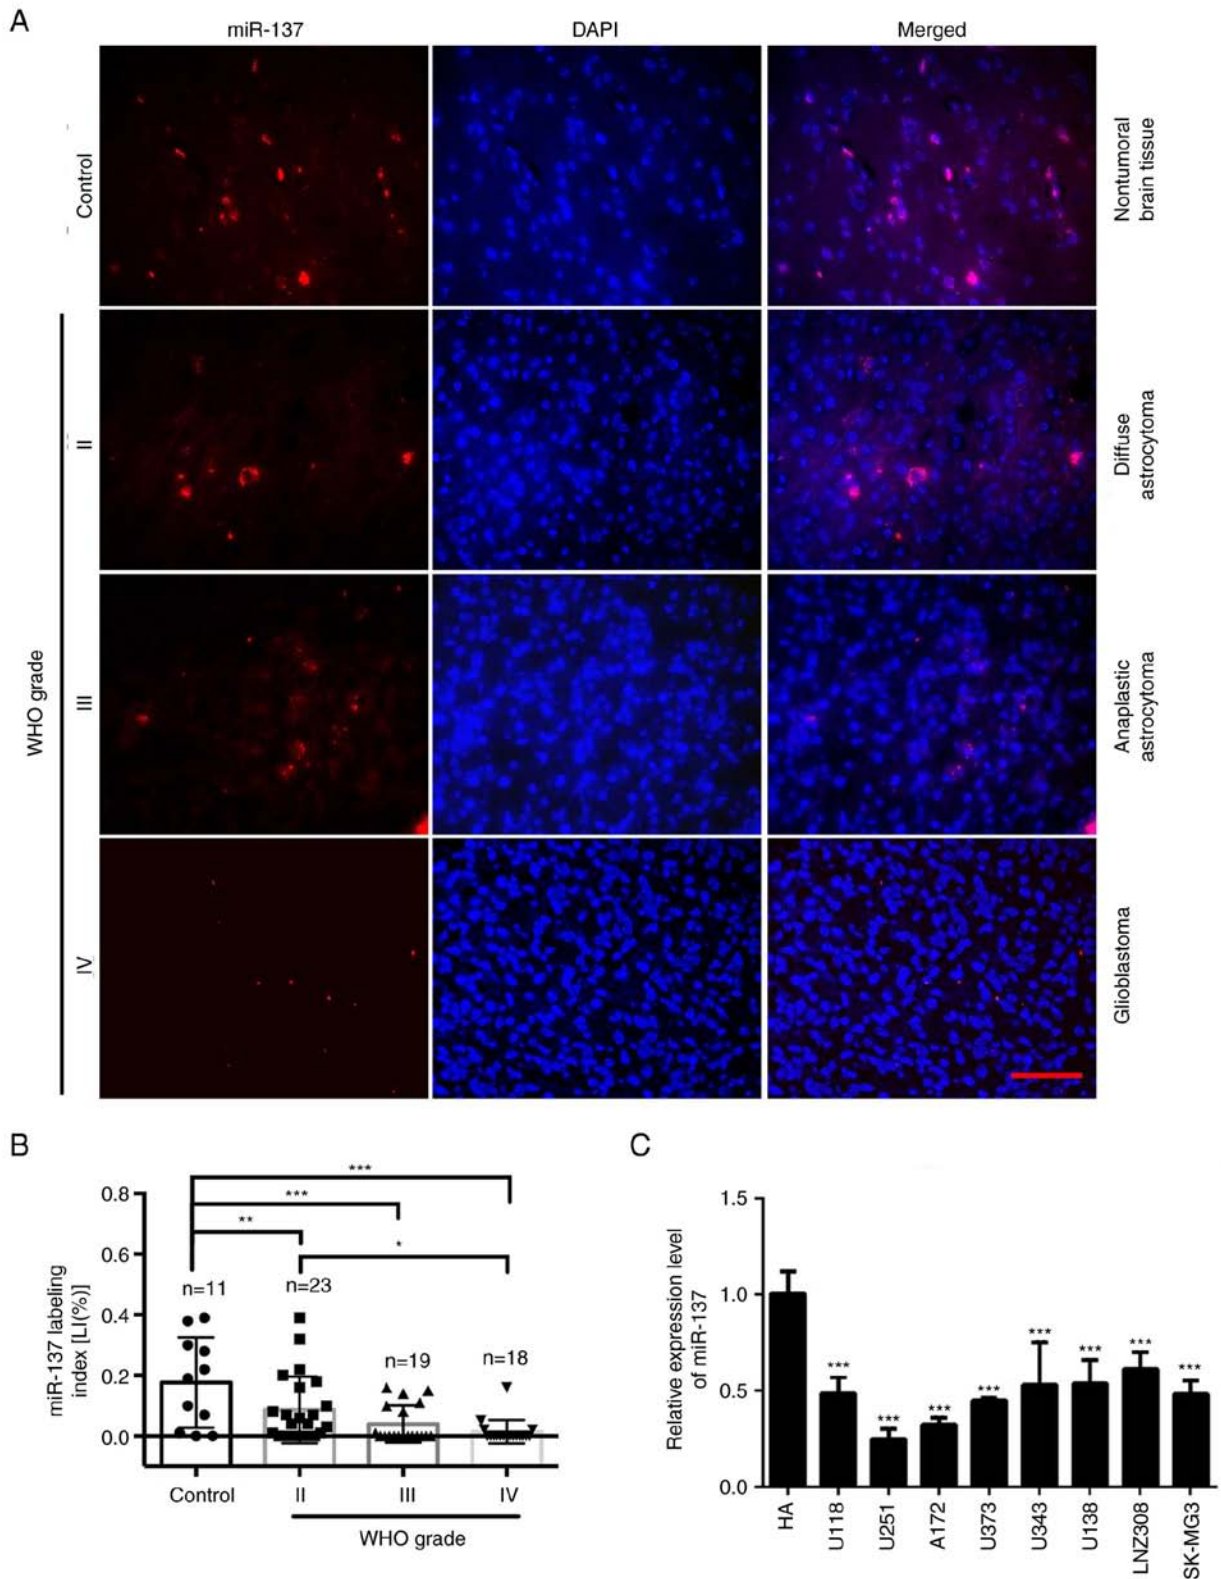 A
miR-137 DAPI Merged
Control
Nontumoral
brain tissue
WHO grade
II
Diffuse
astrocytoma
III
Anaplastic
astrocytoma
IV
Glioblastoma
B
miR-137 labeling
index [LI(%)]
0.8
0.6
0.4
0.2
0.0
***
***
**
*
n=11
n=23
n=19
n=18
Control II III IV
WHO grade
C
Relative expression level
of miR-137
1.5
1.0
0.5
0.0
***
***
***
***
***
***
***
***
HA
U118
U251
A172
U373
U343
U138
LNZ308
SK-MG3